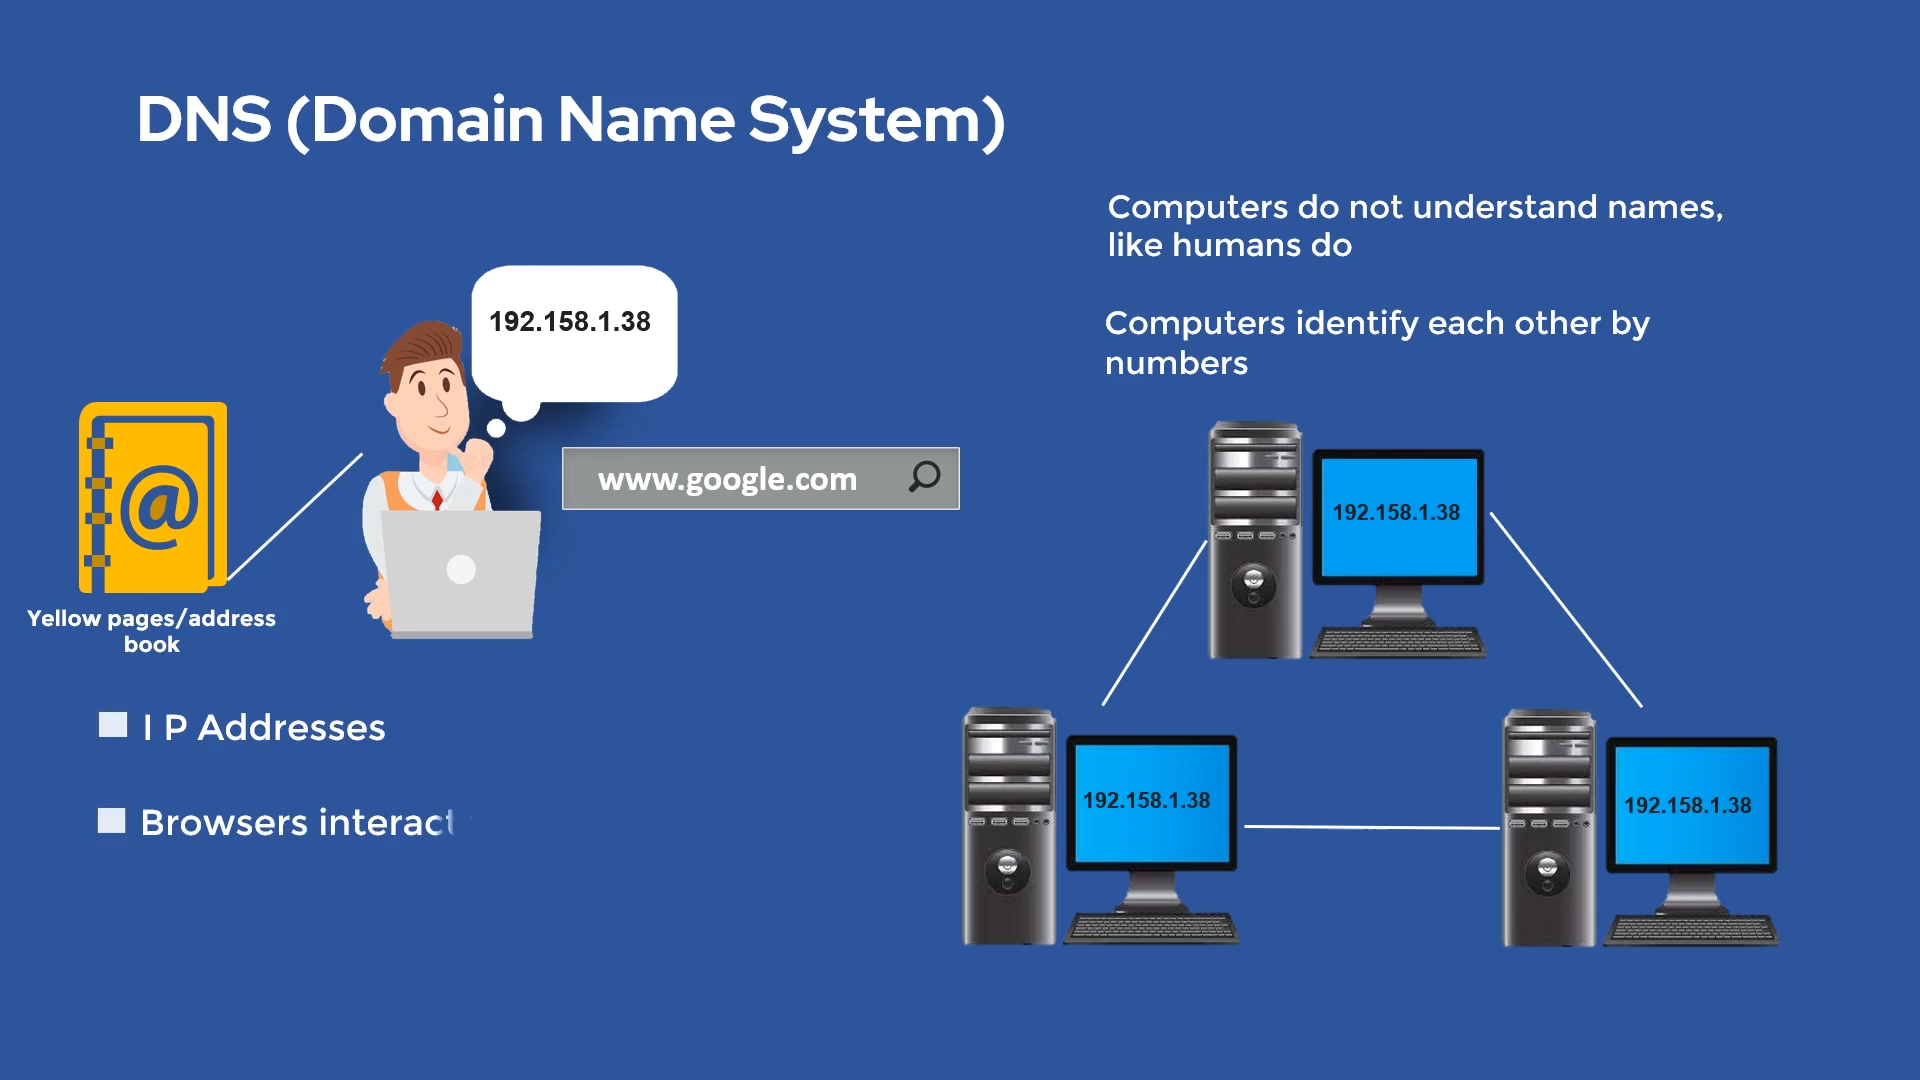 DNS (Domain Name System)
Computers do not understand names,
like humans do
Computers identify each other by
numbers
192.158.1.38
www.google.com
@
Yellow pages/address
book
I P Addresses
Browsers interact
192.158.1.38
192.158.1.38
192.158.1.38